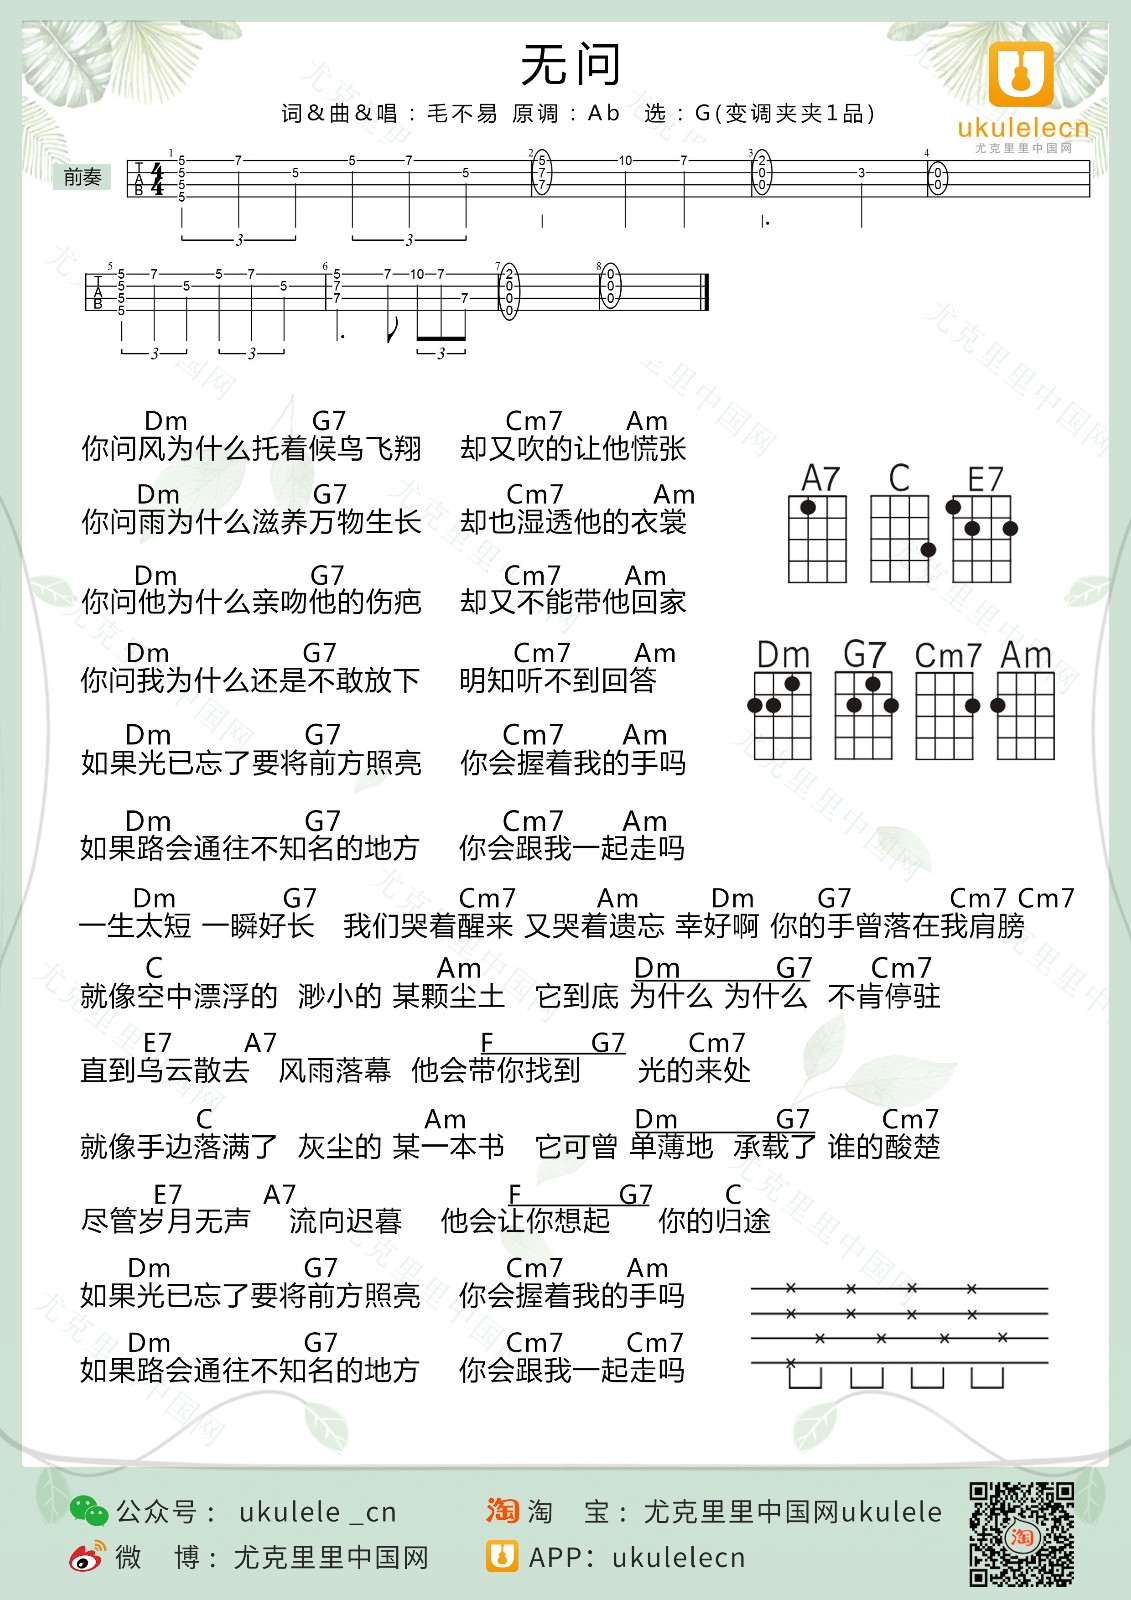 无问
词&曲&唱：毛不易 原调：Ab 选：G(变调夹夹1品)
ukulelecn
尤克里里中国网
前奏
Dm G7 Cm7 Am
你问风为什么托着候鸟飞翔 却又吹的让他慌张
Dm G7 Cm7 Am
你问雨为什么滋养万物生长 却也湿透他的衣裳
Dm G7 Cm7 Am
你问他为什么亲吻他的伤疤 却又不能带他回家
Dm G7 Cm7 Am
你问我为什么还是不敢放下 明知听不到回答
Dm G7 Cm7 Am
如果光已忘了要将前方照亮 你会握着我的手吗
Dm G7 Cm7 Am
如果路会通往不知名的地方 你会跟我一起走吗
A7 C E7
Dm G7 Cm7 Am
Dm G7 Cm7 Am Dm G7 Cm7 Cm7
一生太短 一瞬好长 我们哭着醒来 又哭着遗忘 幸好啊 你的手曾落在我肩膀
C Am Dm G7 Cm7
就像空中漂浮的 渺小的 某颗尘土 它到底 为什么 为什么 不肯停驻
E7 A7 F G7 Cm7
直到乌云散去 风雨落幕 他会带你找到 光的来处
C Am Dm G7 Cm7
就像手边落满了 灰尘的 某一本书 它可曾 单薄地 承载了 谁的酸楚
E7 A7 F G7 C
尽管岁月无声 流向迟暮 他会让你想起 你的归途
Dm G7 Cm7 Am
如果光已忘了要将前方照亮 你会握着我的手吗
Dm G7 Cm7 Cm7
如果路会通往不知名的地方 你会跟我一起走吗
公众号： ukulele _cn
淘 淘 宝：尤克里里中国网ukulele
微 博：尤克里里中国网
APP：ukulelecn
淘